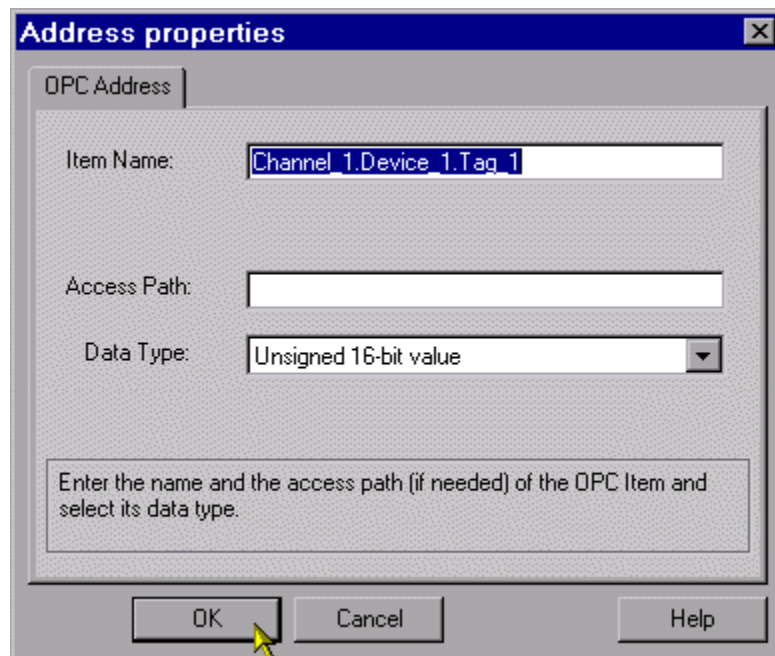 Address properties
OPC Address
Item Name:
Channel_1.Device_1.Tag_1
Access Path:
Data Type:
Unsigned 16-bit value
Enter the name and the access path (if needed) of the OPC Item and
select its data type.
OK
Cancel
Help